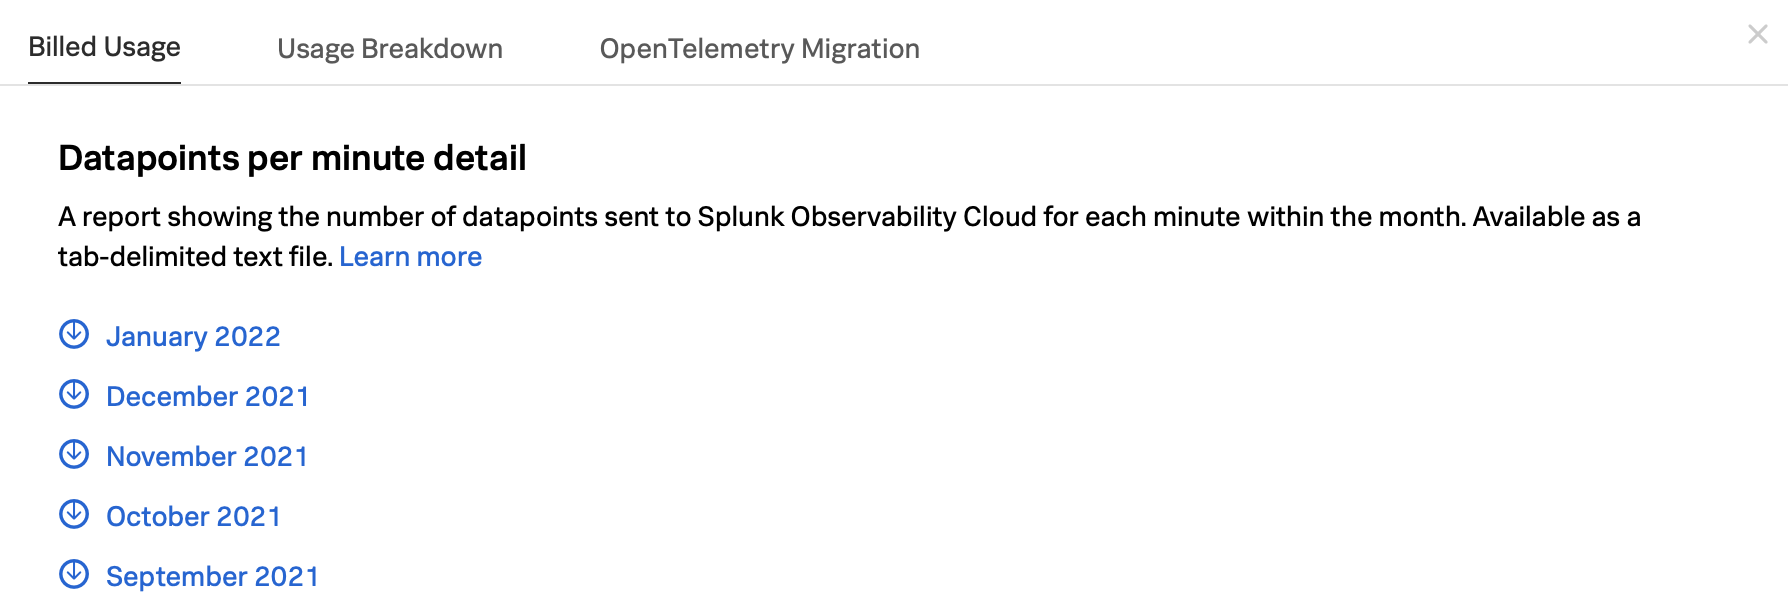 Billed Usage
Usage Breakdown
OpenTelemetry Migration
Datapoints per minute detail
A report showing the number of datapoints sent to Splunk Observability Cloud for each minute within the month. Available as a
tab-delimited text file. Learn more
January 2022
December 2021
November 2021
October 2021
September 2021